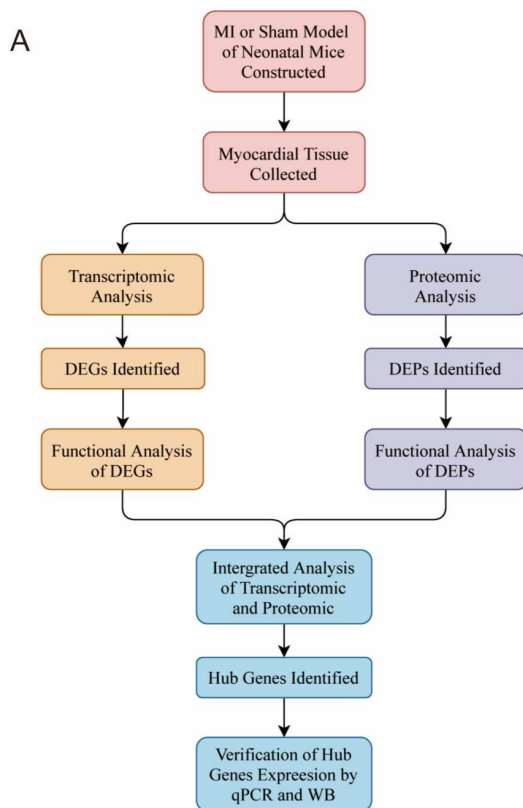 A
MI or Sham Model
of Neonatal Mice
Constructed
Myocardial Tissue
Collected
Transcriptomic
Analysis
Proteomic
Analysis
DEGs Identified
DEPs Identified
Functional Analysis
of DEGs
Functional Analysis
of DEPs
Intergrated Analysis
of Transcriptomic
and Proteomic
Hub Genes Identified
Verification of Hub
Genes Expreesion by
qPCR and WB